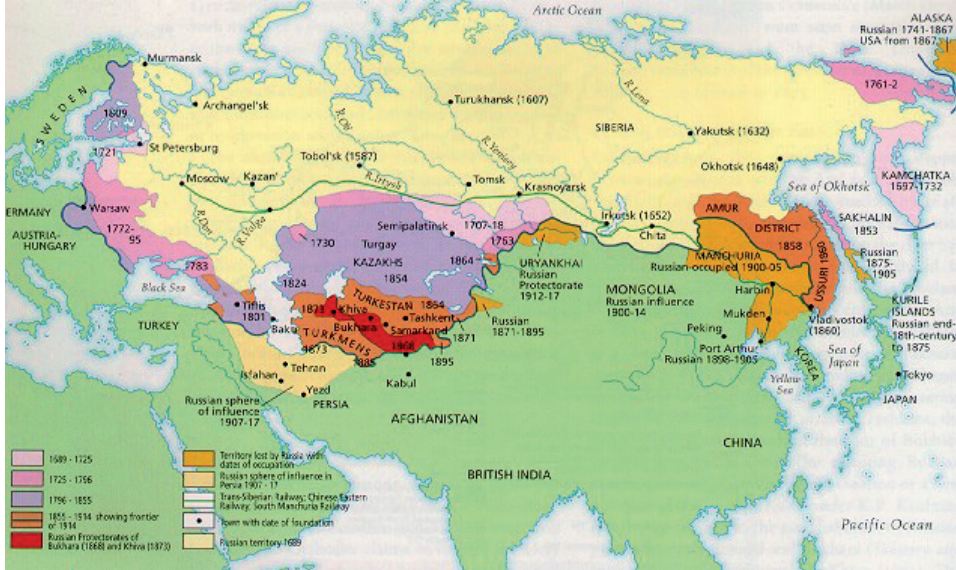 Arctic Ocean
ALASKA
Russian 1741-1867
USA from 1867
Murmansk
1761-2
SWEDEN
1809
Archangel'sk
R.Ob
Turukhansk (1607)
R.Lena
R.Yenisey
SIBERIA
Yakutsk (1632)
1721
St Petersburg
Tobol'sk (1587)
Okhotsk (1648)
Moscow
Kazan'
R.Irtysh
Tomsk
Krasnoyarsk
Sea of Okhotsk
KAMCHATKA
1697-1732
GERMANY
Warsaw
R.Don
R.Volga
Irkutsk (1652)
AMUR
SAKHALIN
1853
AUSTRIA-
HUNGARY
1772-
95
Semipalatinsk
1707-18
Chita
DISTRICT
1858
1730
Turgay
1763
URYANKHAI
Russian
Protectorate
1912-17
MANCHURIA
Russian-occupied 1900-05
USSURI 1860
Russian
1875-
1905
783
KAZAKHS
1864
1854
Black Sea
1824
MONGOLIA
Russian influence
1900-14
Harbin
KURILE
ISLANDS
Russian end-
18th-century
to 1875
Tiflis
1801
1873
Khiva
TURKESTAN
1864
Mukden
Vladivostok
(1860)
TURKEY
Baku
Bukhara
Tashkent
Samarkand
Russian
1871-1895
Peking
TURKMENS
1868
1871
Port Arthur
Russian 1898-1905
Sea of
Japan
1873
1885
1895
KOREA
Isfahan
Tehran
Kabul
Yellow
Sea
Tokyo
Yezd
JAPAN
Russian sphere
of influence
1907-17
PERSIA
AFGHANISTAN
CHINA
BRITISH INDIA
Pacific Ocean
1689 - 1725
1725 - 1796
1796 - 1855
1855 - 1914 showing frontier
of 1914
Russian Protectorates of
Bukhara (1868) and Khiva (1873)
Territory lost by Russia with
dates of occupation
Russian sphere of influence in
Persia 1907 - 17
Trans-Siberian Railway; Chinese Eastern
Railway; South Manchuria Railway
Town with date of foundation
Russian territory 1689